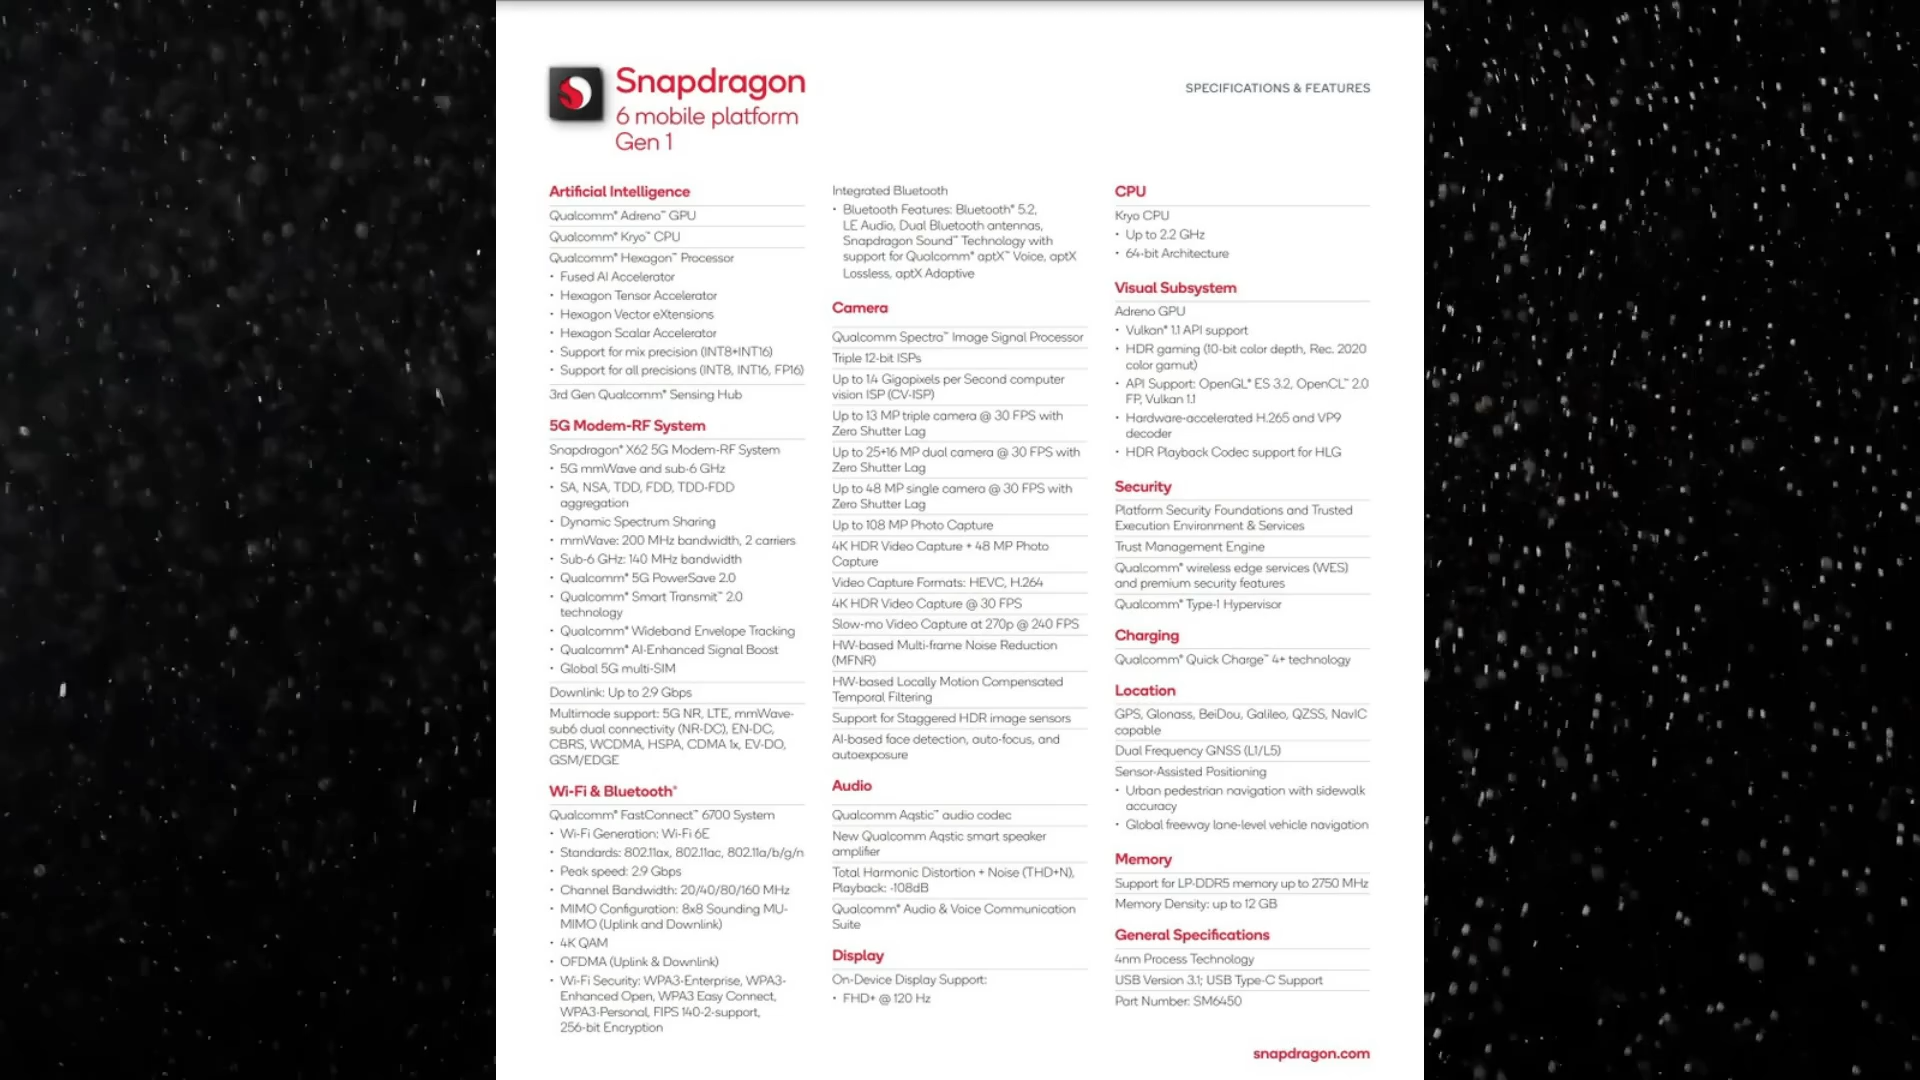 Snapdragon
6 mobile platform
Gen 1
SPECIFICATIONS & FEATURES
Artificial Intelligence
Qualcomm® Adreno™ GPU
Qualcomm® Kryo™ CPU
Qualcomm® Hexagon™ Processor
• Fused AI Accelerator
• Hexagon Tensor Accelerator
• Hexagon Vector eXtensions
• Hexagon Scalar Accelerator
• Support for mix precision (INT8+INT16)
• Support for all precisions (INT8, INT16, FP16)
3rd Gen Qualcomm® Sensing Hub
5G Modem-RF System
Snapdragon® X62 5G Modem-RF System
• 5G mmWave and sub-6 GHz
• SA, NSA, TDD, FDD, TDD-FDD
aggregation
• Dynamic Spectrum Sharing
• mmWave: 200 MHz bandwidth, 2 carriers
• Sub-6 GHz: 140 MHz bandwidth
• Qualcomm® 5G PowerSave 2.0
• Qualcomm® Smart Transmit™ 2.0
technology
• Qualcomm® Wideband Envelope Tracking
• Qualcomm® AI-Enhanced Signal Boost
• Global 5G multi-SIM
Downlink: Up to 2.9 Gbps
Multimode support: 5G NR, LTE, mmWave-
sub6 dual connectivity (NR-DC), EN-DC,
CBRS, WCDMA, HSPA, CDMA 1x, EV-DO,
GSM/EDGE
Wi-Fi & Bluetooth®
Qualcomm® FastConnect™ 6700 System
• Wi-Fi Generation: Wi-Fi 6E
• Standards: 802.11ax, 802.11ac, 802.11a/b/g/n
• Peak speed: 2.9 Gbps
• Channel Bandwidth: 20/40/80/160 MHz
• MIMO Configuration: 8x8 Sounding MU-
MIMO (Uplink and Downlink)
• 4K QAM
• OFDMA (Uplink & Downlink)
• Wi-Fi Security: WPA3-Enterprise, WPA3-
Enhanced Open, WPA3 Easy Connect,
WPA3-Personal, FIPS 140-2-support,
256-bit Encryption
Integrated Bluetooth
• Bluetooth Features: Bluetooth® 5.2,
LE Audio, Dual Bluetooth antennas,
Snapdragon Sound™ Technology with
support for Qualcomm® aptX™ Voice, aptX
Lossless, aptX Adaptive
Camera
Qualcomm Spectra™ Image Signal Processor
Triple 12-bit ISPs
Up to 1.4 Gigapixels per Second computer
vision ISP (CV-ISP)
Up to 13 MP triple camera @ 30 FPS with
Zero Shutter Lag
Up to 25+16 MP dual camera @ 30 FPS with
Zero Shutter Lag
Up to 48 MP single camera @ 30 FPS with
Zero Shutter Lag
Up to 108 MP Photo Capture
4K HDR Video Capture + 48 MP Photo
Capture
Video Capture Formats: HEVC, H.264
4K HDR Video Capture @ 30 FPS
Slow-mo Video Capture at 270p @ 240 FPS
HW-based Multi-frame Noise Reduction
(MFNR)
HW-based Locally Motion Compensated
Temporal Filtering
Support for Staggered HDR image sensors
AI-based face detection, auto-focus, and
autoexposure
Audio
Qualcomm Aqstic™ audio codec
New Qualcomm Aqstic smart speaker
amplifier
Total Harmonic Distortion + Noise (THD+N),
Playback: -108dB
Qualcomm® Audio & Voice Communication
Suite
Display
On-Device Display Support:
• FHD+ @ 120 Hz
CPU
Kryo CPU
• Up to 2.2 GHz
• 64-bit Architecture
Visual Subsystem
Adreno GPU
• Vulkan® 1.1 API support
• HDR gaming (10-bit color depth, Rec. 2020
color gamut)
• API Support: OpenGL® ES 3.2, OpenCL™ 2.0
FP, Vulkan 1.1
• Hardware-accelerated H.265 and VP9
decoder
• HDR Playback Codec support for HLG
Security
Platform Security Foundations and Trusted
Execution Environment & Services
Trust Management Engine
Qualcomm® wireless edge services (WES)
and premium security features
Qualcomm® Type-1 Hypervisor
Charging
Qualcomm® Quick Charge™ 4+ technology
Location
GPS, Glonass, BeiDou, Galileo, QZSS, NavIC
capable
Dual Frequency GNSS (L1/L5)
Sensor-Assisted Positioning
• Urban pedestrian navigation with sidewalk
accuracy
• Global freeway lane-level vehicle navigation
Memory
Support for LP-DDR5 memory up to 2750 MHz
Memory Density: up to 12 GB
General Specifications
4nm Process Technology
USB Version 3.1; USB Type-C Support
Part Number: SM6450
snapdragon.com